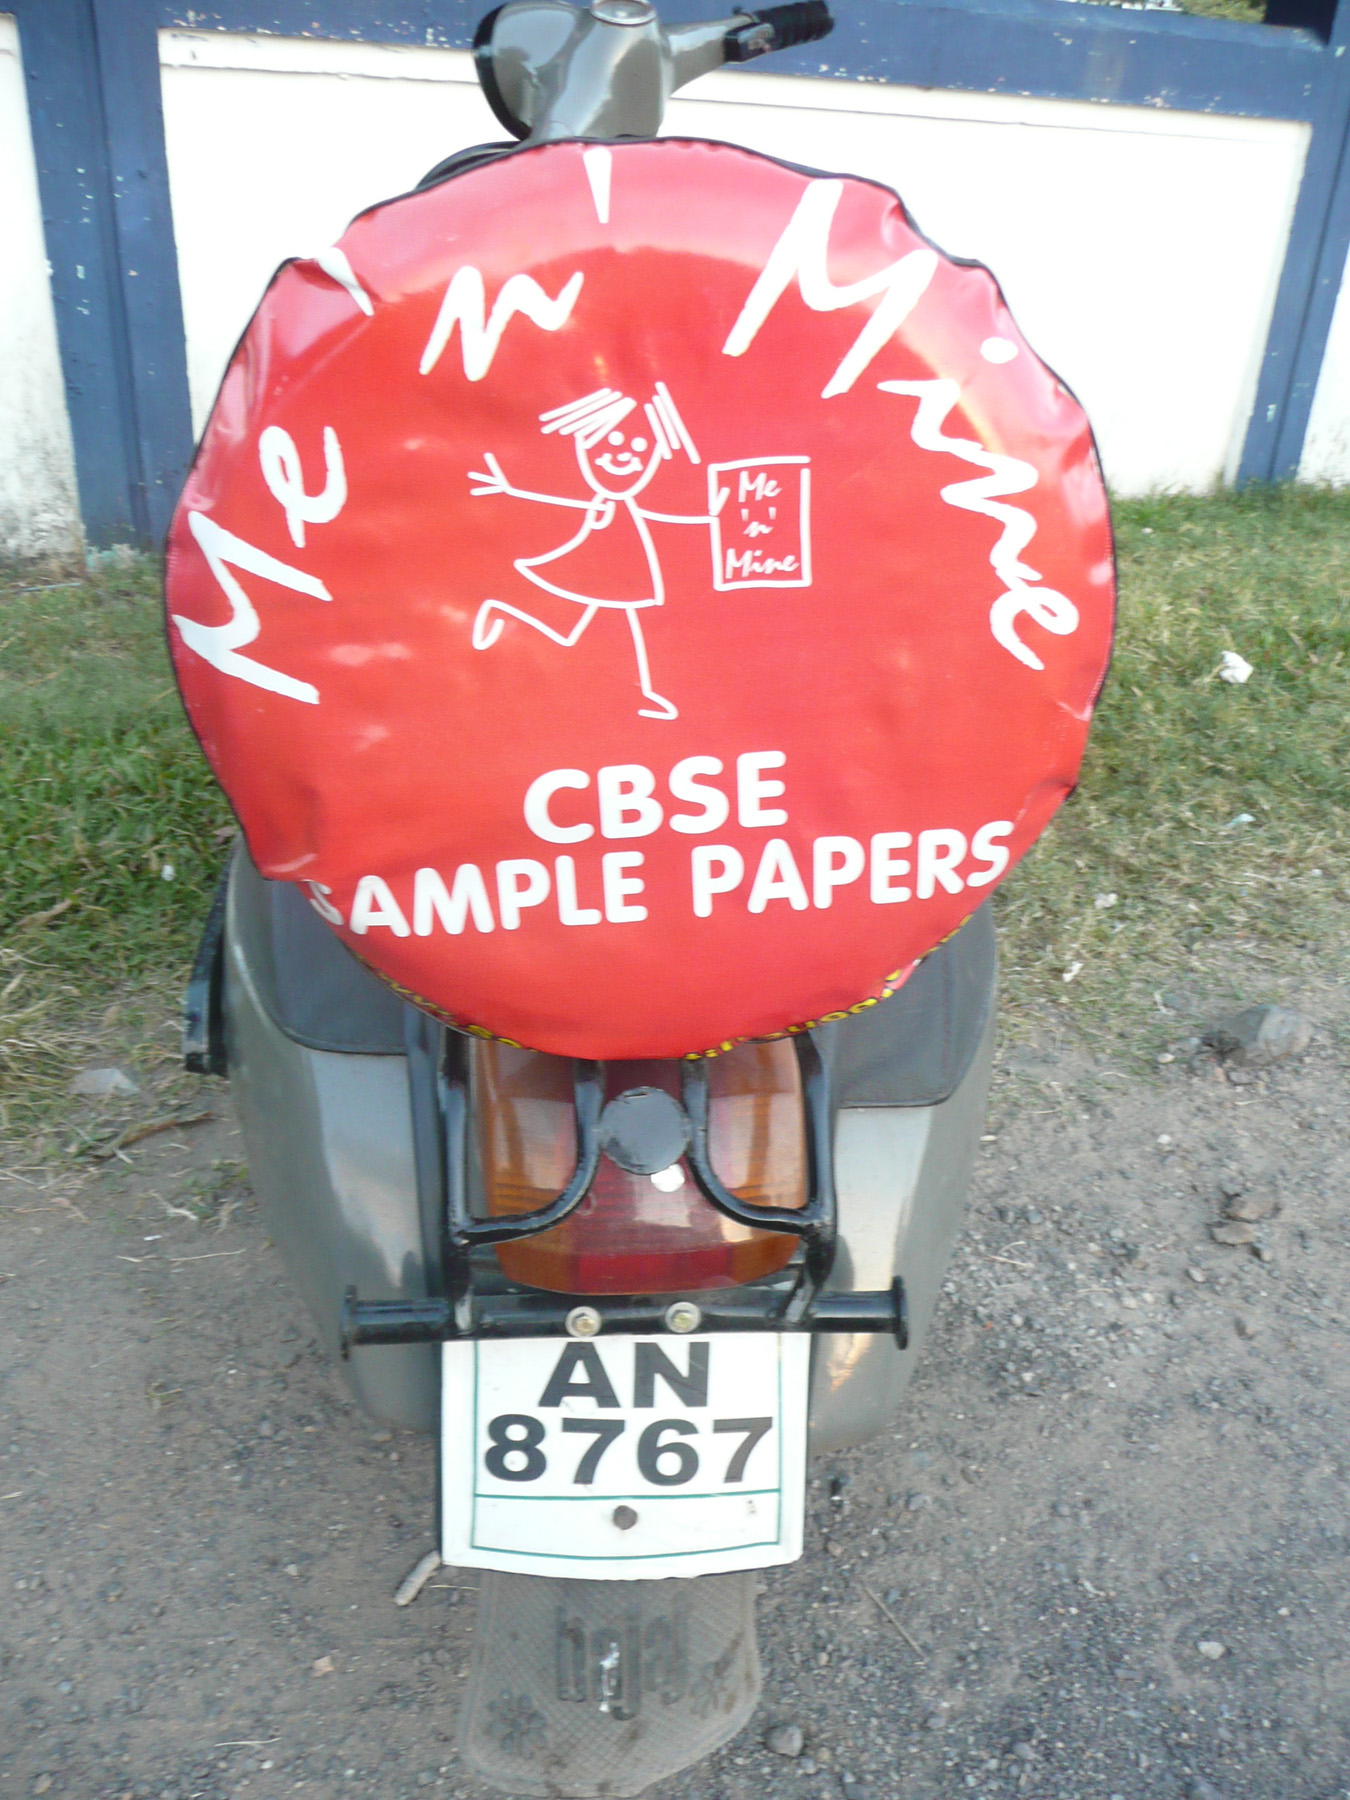 Me 'n' Mine
Me
'n'
Mine
CBSE
SAMPLE PAPERS
AN
8767
bajaj